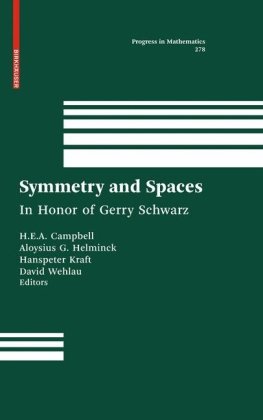 BIRKHAUSER
Progress in Mathematics
278
Symmetry and Spaces
In Honor of Gerry Schwarz
H.E.A. Campbell
Aloysius G. Helminck
Hanspeter Kraft
David Wehlau
Editors